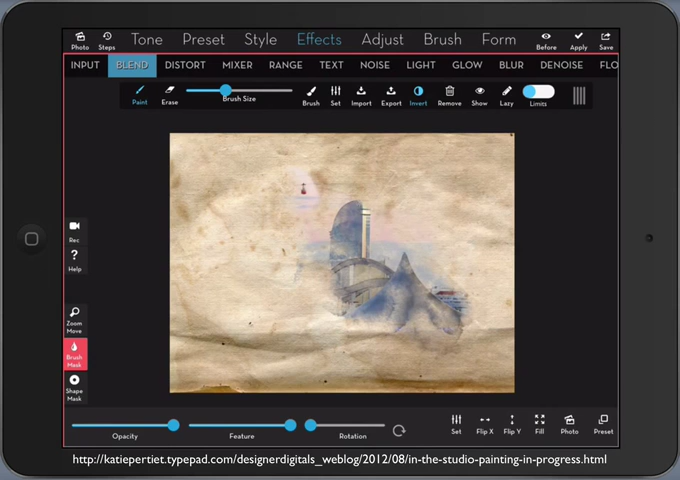 Photo Steps Tone Preset Style Effects Adjust Brush Form Before Apply Save
INPUT BLEND DISTORT MIXER RANGE TEXT NOISE LIGHT GLOW BLUR DENOISE FLO
Paint Erase Brush Size Brush Set Import Export Invert Remove Show Lazy Limits
Rec
Help
Zoom
Move
Brush
Mask
Shape
Mask
Opacity Feature Rotation Set Flip X Flip Y Fill Photo Preset
http://katiepertiet.typepad.com/designerdigitals_weblog/2012/08/in-the-studio-painting-in-progress.html